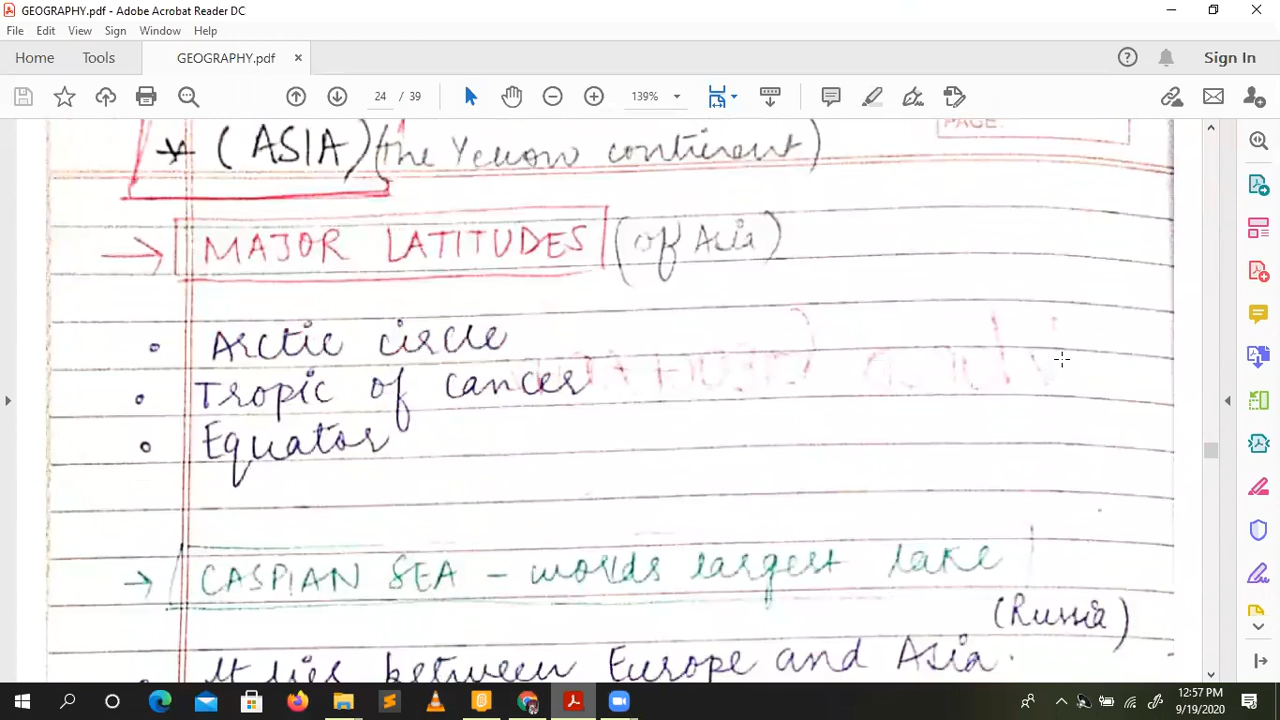 GEOGRAPHY.pdf - Adobe Acrobat Reader DC
File Edit View Sign Window Help
Home Tools GEOGRAPHY.pdf × Sign In
24 / 39 139%
PAGE:
* (ASIA) (the Yellow continent)
→ MAJOR LATITUDES (of Asia)
• Arctic circle
• Tropic of cancer
• Equator
→ CASPIAN SEA - worlds largest lake
(Russia)
• It lies between Europe and Asia.
12:57 PM
9/19/2020